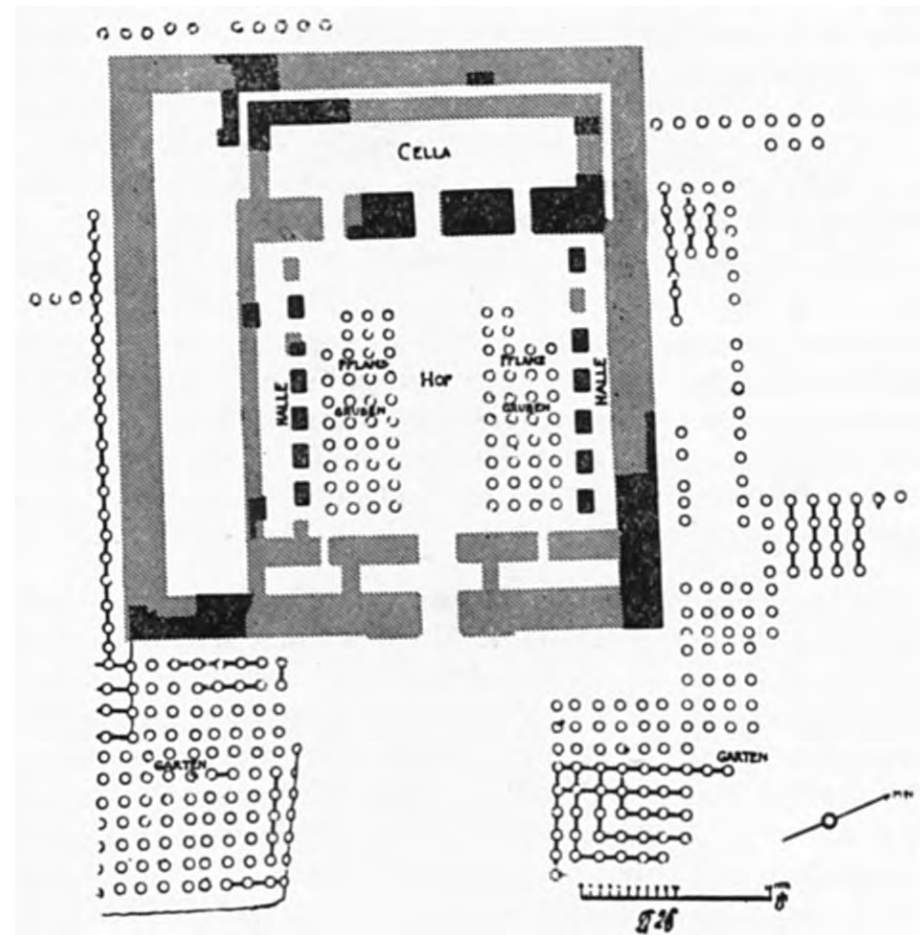 CELLA
PFLANZ
PFLANZ
HOF
HALLE
HALLE
GRUBEN
GRUBEN
GARTEN
GARTEN